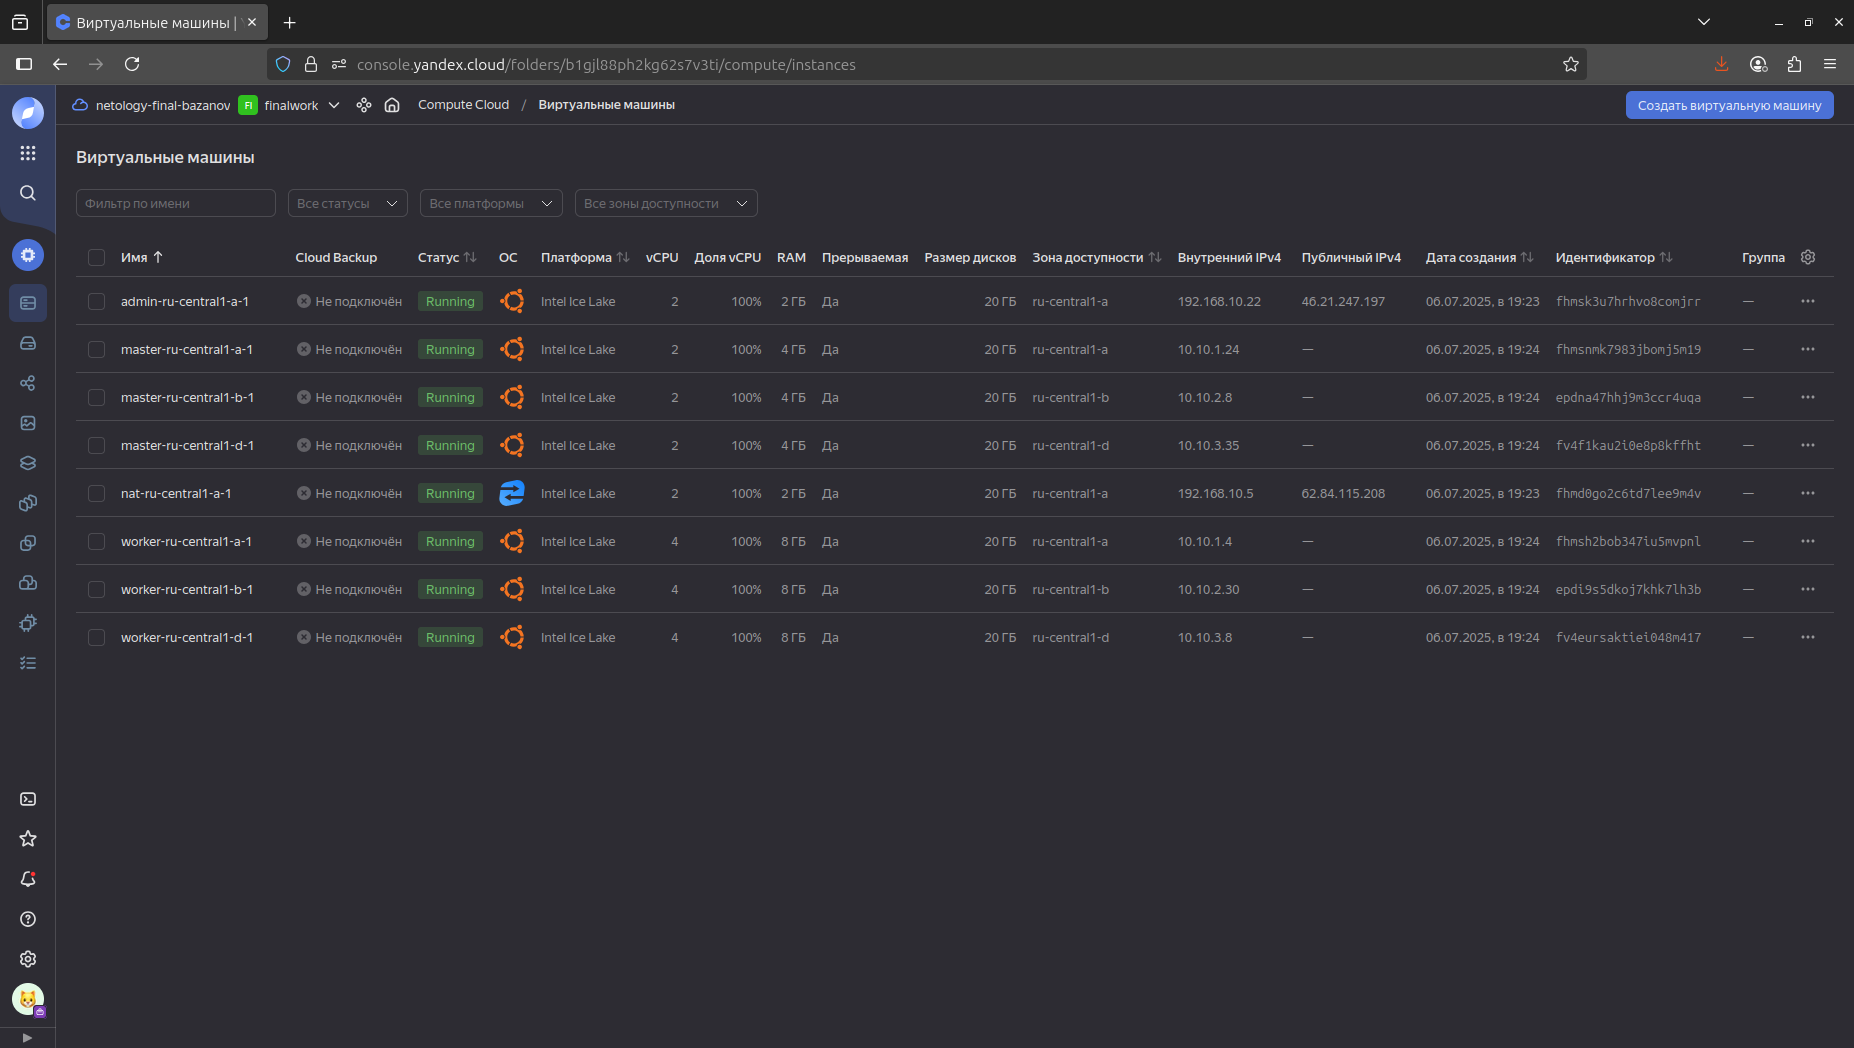 Виртуальные машины |
console.yandex.cloud/folders/b1gjl88ph2kg62s7v3ti/compute/instances
netology-final-bazanov FI finalwork Compute Cloud / Виртуальные машины Создать виртуальную машину
Виртуальные машины
Фильтр по имени Все статусы Все платформы Все зоны доступности
Имя Cloud Backup Статус ОС Платформа vCPU Доля vCPU RAM Прерываемая Размер дисков Зона доступности Внутренний IPv4 Публичный IPv4 Дата создания Идентификатор Группа
admin-ru-central1-a-1 Не подключён Running Intel Ice Lake 2 100% 2 ГБ Да 20 ГБ ru-central1-a 192.168.10.22 46.21.247.197 06.07.2025, в 19:23 fhmsk3u7hrhvo8comjrr —
master-ru-central1-a-1 Не подключён Running Intel Ice Lake 2 100% 4 ГБ Да 20 ГБ ru-central1-a 10.10.1.24 — 06.07.2025, в 19:24 fhmsnmk7983jbomj5m19 —
master-ru-central1-b-1 Не подключён Running Intel Ice Lake 2 100% 4 ГБ Да 20 ГБ ru-central1-b 10.10.2.8 — 06.07.2025, в 19:24 epdna47hhj9m3ccr4uqa —
master-ru-central1-d-1 Не подключён Running Intel Ice Lake 2 100% 4 ГБ Да 20 ГБ ru-central1-d 10.10.3.35 — 06.07.2025, в 19:24 fv4f1kau2i0e8p8kffht —
nat-ru-central1-a-1 Не подключён Running Intel Ice Lake 2 100% 2 ГБ Да 20 ГБ ru-central1-a 192.168.10.5 62.84.115.208 06.07.2025, в 19:23 fhmd0go2c6td7lee9m4v —
worker-ru-central1-a-1 Не подключён Running Intel Ice Lake 4 100% 8 ГБ Да 20 ГБ ru-central1-a 10.10.1.4 — 06.07.2025, в 19:24 fhmsh2bob347iu5mvpnl —
worker-ru-central1-b-1 Не подключён Running Intel Ice Lake 4 100% 8 ГБ Да 20 ГБ ru-central1-b 10.10.2.30 — 06.07.2025, в 19:24 epdi9s5dkoj7khk7lh3b —
worker-ru-central1-d-1 Не подключён Running Intel Ice Lake 4 100% 8 ГБ Да 20 ГБ ru-central1-d 10.10.3.8 — 06.07.2025, в 19:24 fv4eursaktiei048m417 —